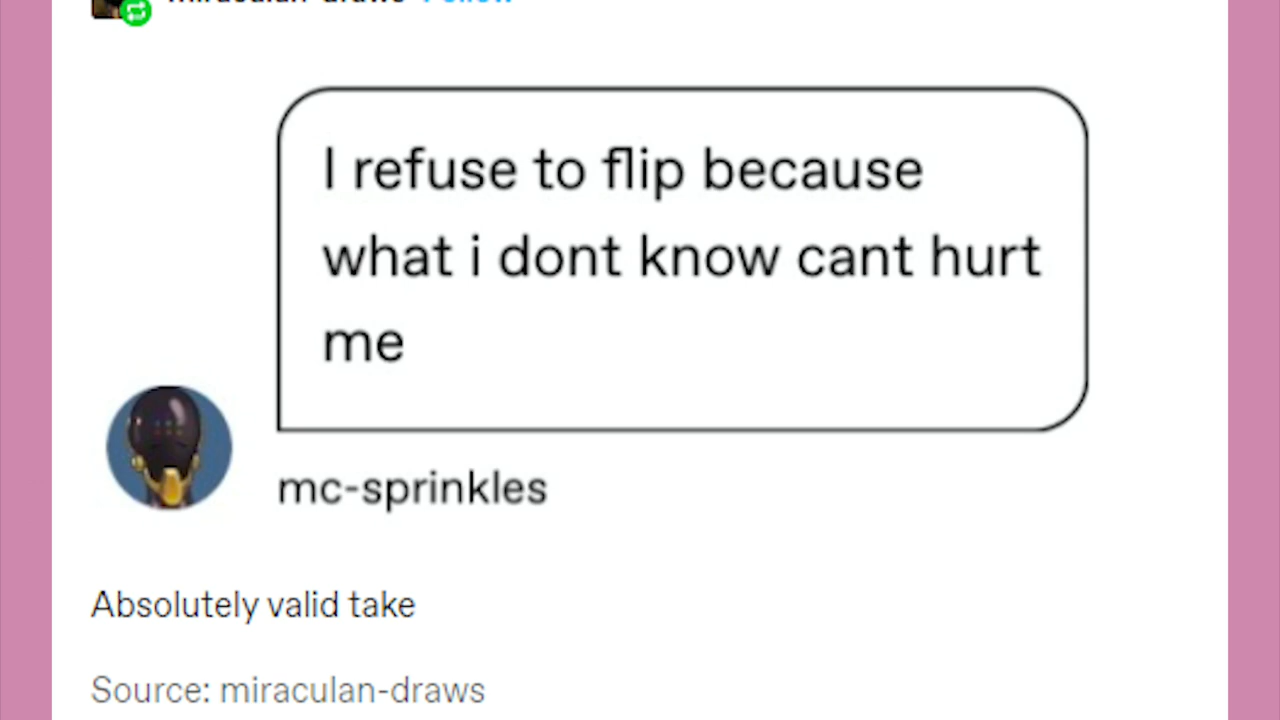 I refuse to flip because
what i dont know cant hurt
me
mc-sprinkles
Absolutely valid take
Source: miraculan-draws